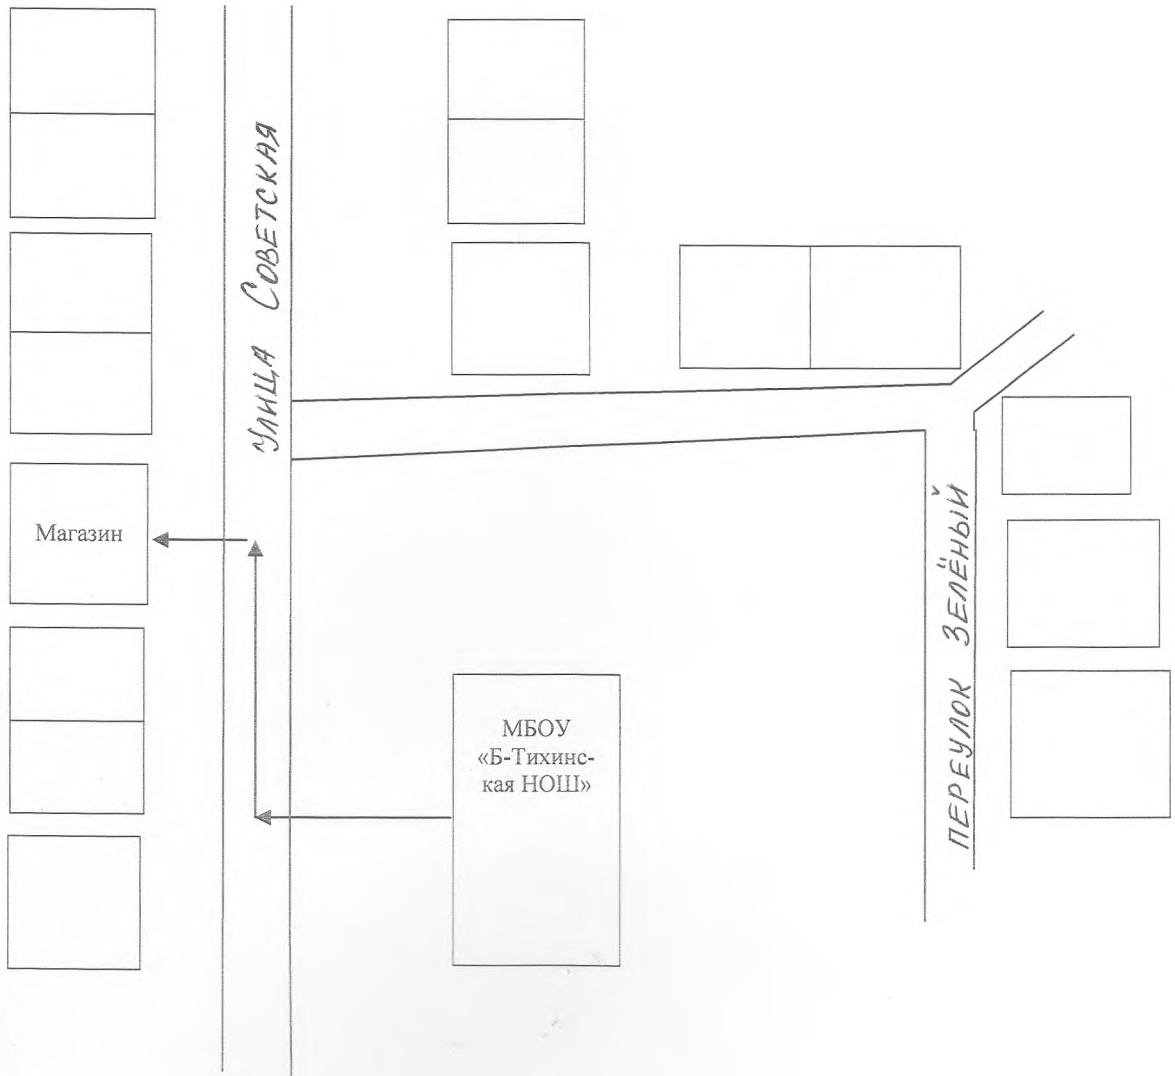 Улица Советская
Магазин
МБОУ
«Б-Тихинс-
кая НОШ»
Переулок Зелёный